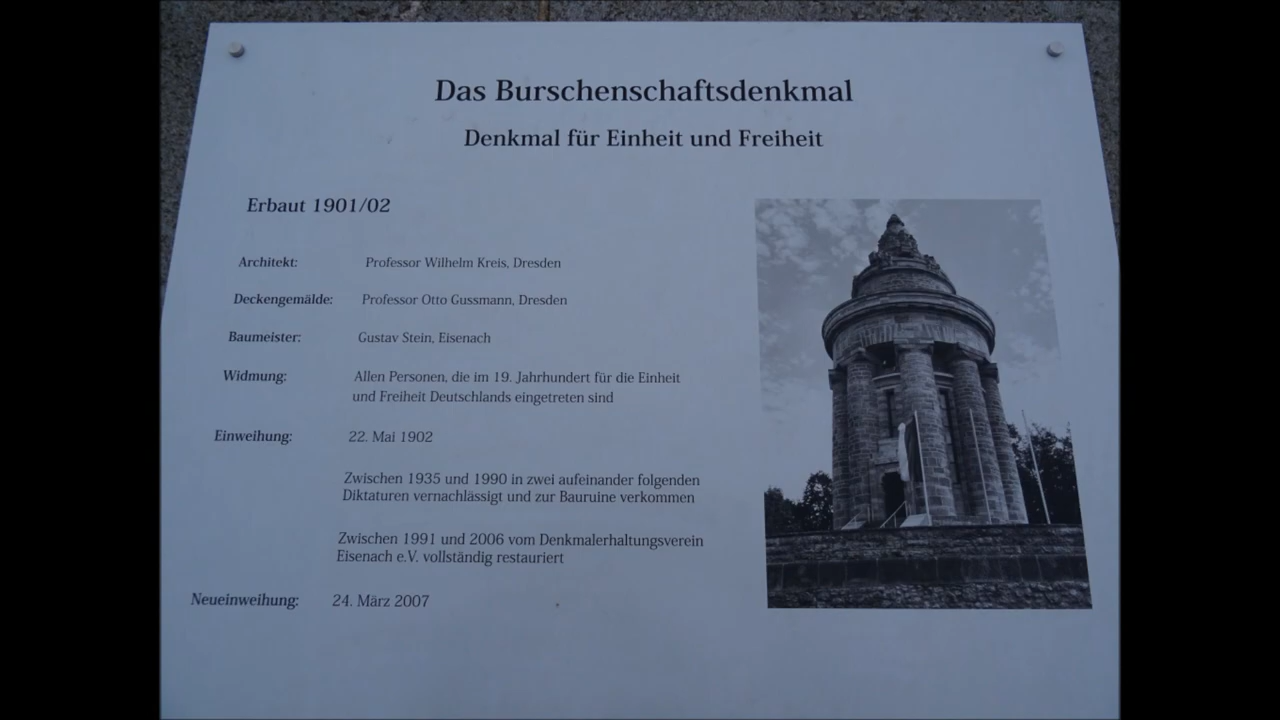 Das Burschenschaftsdenkmal
Denkmal für Einheit und Freiheit
Erbaut 1901/02
Architekt: Professor Wilhelm Kreis, Dresden
Deckengemälde: Professor Otto Gussmann, Dresden
Baumeister: Gustav Stein, Eisenach
Widmung: Allen Personen, die im 19. Jahrhundert für die Einheit
und Freiheit Deutschlands eingetreten sind
Einweihung: 22. Mai 1902
Zwischen 1935 und 1990 in zwei aufeinander folgenden
Diktaturen vernachlässigt und zur Bauruine verkommen
Zwischen 1991 und 2006 vom Denkmalerhaltungsverein
Eisenach e.V. vollständig restauriert
Neueinweihung: 24. März 2007